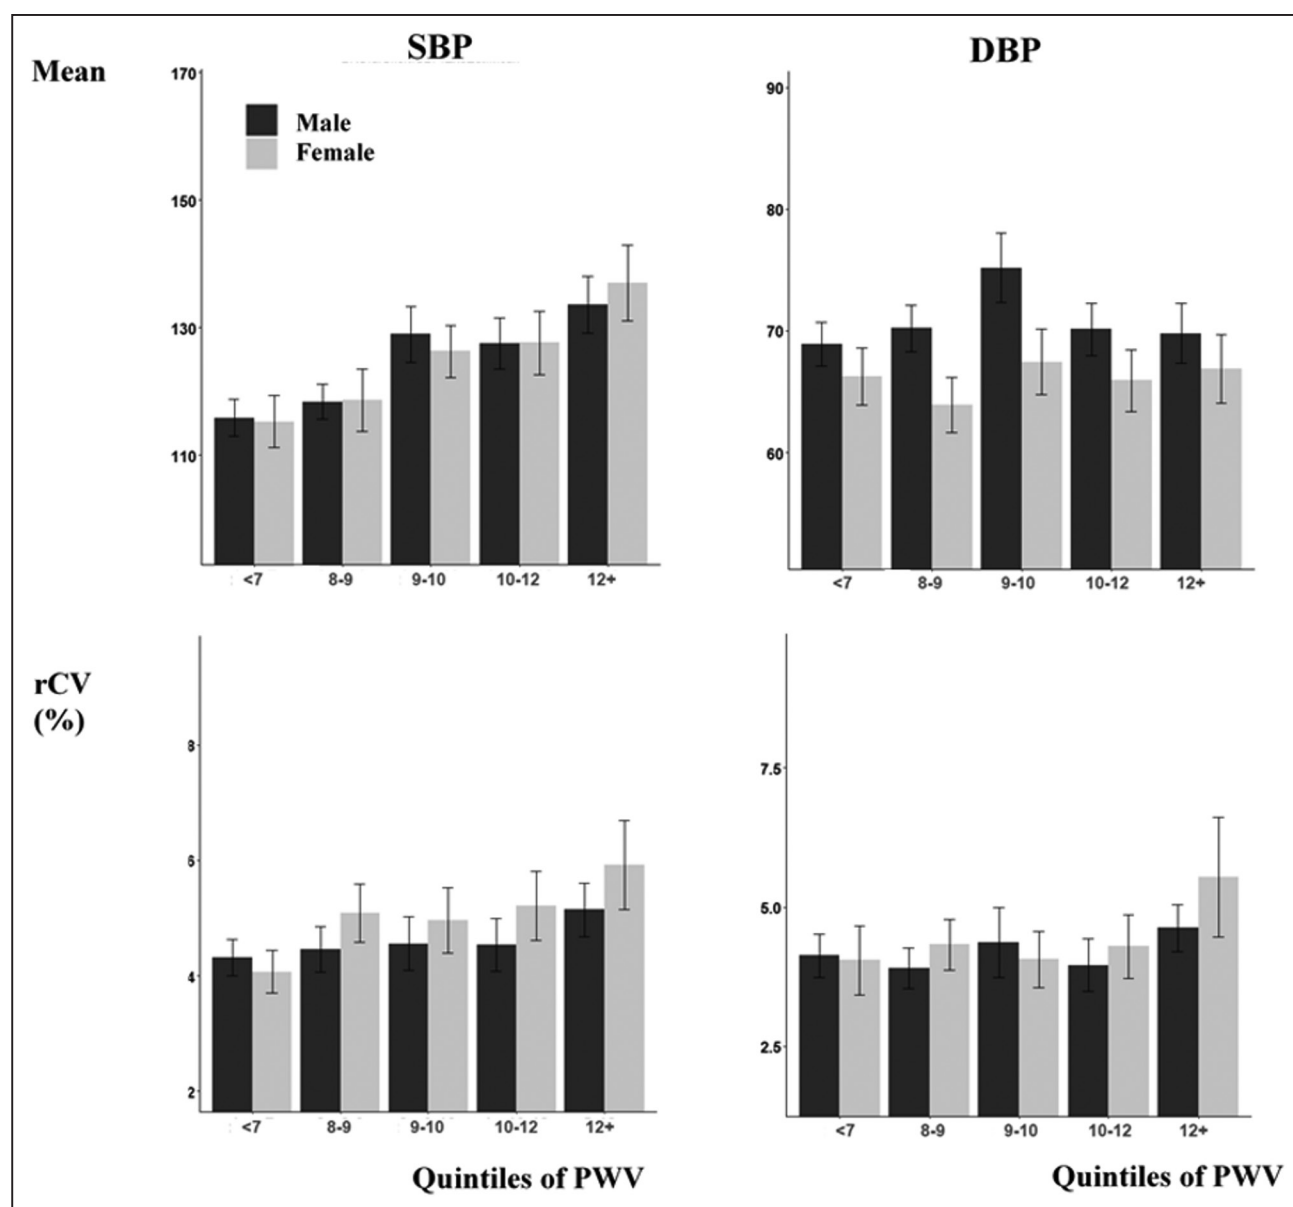 SBP
DBP
Mean
170
150
130
110
Male
Female
<7 8-9 9-10 10-12 12+
90
80
70
60
<7 8-9 9-10 10-12 12+
rCV
(%)
8
6
4
2
<7 8-9 9-10 10-12 12+
Quintiles of PWV
7.5
5.0
2.5
<7 8-9 9-10 10-12 12+
Quintiles of PWV